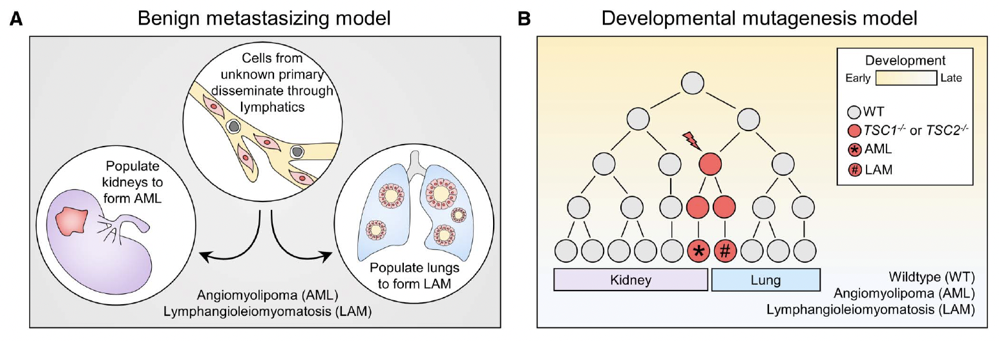 A
Benign metastasizing model
Cells from
unknown primary
disseminate through
lymphatics
Populate
kidneys to
form AML
Populate lungs
to form LAM
Angiomyolipoma (AML)
Lymphangioleiomyomatosis (LAM)
B
Developmental mutagenesis model
Development
Early
Late
WT
TSC1-/- or TSC2-/-
* AML
# LAM
* #
Kidney
Lung
Wildtype (WT)
Angiomyolipoma (AML)
Lymphangioleiomyomatosis (LAM)